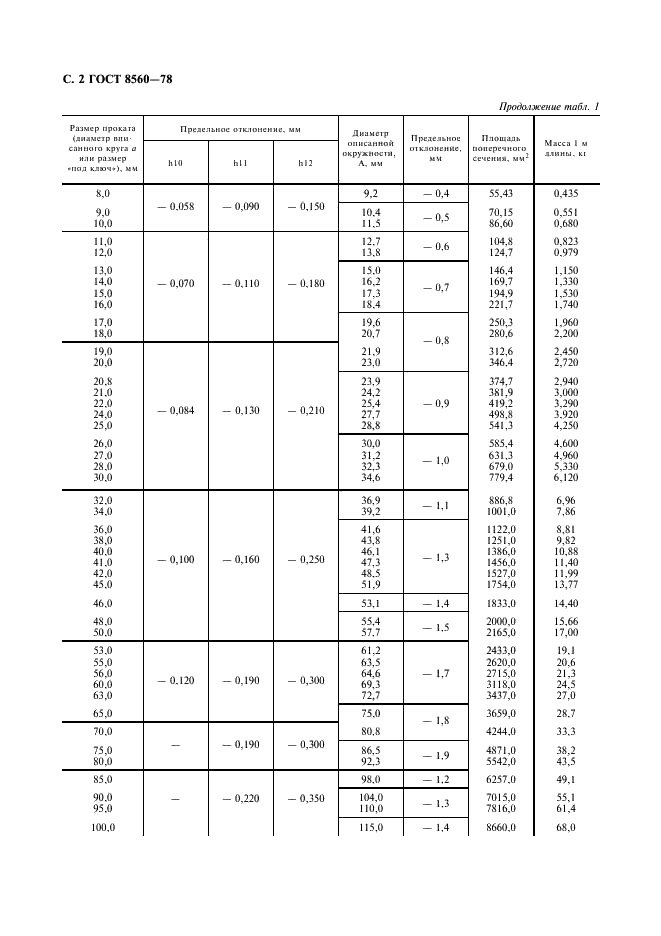 С. 2 ГОСТ 8560—78
Продолжение табл. 1
Размер проката (диаметр впи- санного круга a или размер «под ключ»), мм | Предельное отклонение, мм | Диаметр описанной окружности, А, мм | Предельное отклонение, мм | Площадь поперечного сечения, мм² | Масса 1 м длины, кг
h10 | h11 | h12
8,0 9,2 — 0,4 55,43 0,435
— 0,058 — 0,090 — 0,150
9,0 10,4 70,15 0,551
— 0,5
10,0 11,5 86,60 0,680
11,0 12,7 104,8 0,823
— 0,6
12,0 13,8 124,7 0,979
13,0 15,0 146,4 1,150
14,0 — 0,070 — 0,110 — 0,180 16,2 169,7 1,330
— 0,7
15,0 17,3 194,9 1,530
16,0 18,4 221,7 1,740
17,0 19,6 250,3 1,960
18,0 20,7 280,6 2,200
— 0,8
19,0 21,9 312,6 2,450
20,0 23,0 346,4 2,720
20,8 23,9 374,7 2,940
21,0 24,2 381,9 3,000
22,0 25,4 — 0,9 419,2 3,290
— 0,084 — 0,130 — 0,210
24,0 27,7 498,8 3,920
25,0 28,8 541,3 4,250
26,0 30,0 585,4 4,600
27,0 31,2 631,3 4,960
— 1,0
28,0 32,3 679,0 5,330
30,0 34,6 779,4 6,120
32,0 36,9 886,8 6,96
— 1,1
34,0 39,2 1001,0 7,86
36,0 41,6 1122,0 8,81
38,0 43,8 1251,0 9,82
40,0 46,1 1386,0 10,88
— 0,100 — 0,160 — 0,250 — 1,3
41,0 47,3 1456,0 11,40
42,0 48,5 1527,0 11,99
45,0 51,9 1754,0 13,77
46,0 53,1 — 1,4 1833,0 14,40
48,0 55,4 2000,0 15,66
— 1,5
50,0 57,7 2165,0 17,00
53,0 61,2 2433,0 19,1
55,0 63,5 2620,0 20,6
56,0 64,6 — 1,7 2715,0 21,3
— 0,120 — 0,190 — 0,300
60,0 69,3 3118,0 24,5
63,0 72,7 3437,0 27,0
65,0 75,0 3659,0 28,7
— 1,8
70,0 80,8 4244,0 33,3
— — 0,190 — 0,300
75,0 86,5 4871,0 38,2
— 1,9
80,0 92,3 5542,0 43,5
85,0 98,0 — 1,2 6257,0 49,1
90,0 — — 0,220 — 0,350 104,0 7015,0 55,1
— 1,3
95,0 110,0 7816,0 61,4
100,0 115,0 — 1,4 8660,0 68,0